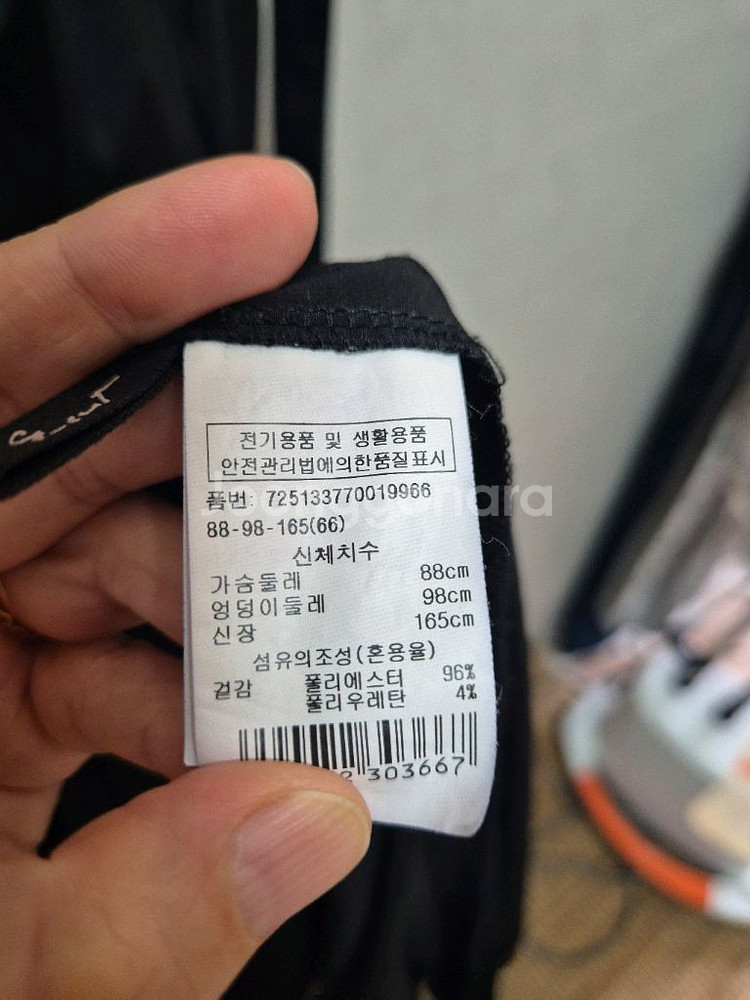 전기용품 및 생활용품
안전관리법에의한품질표시
품번: 725133770019966
88-98-165(66)
신체치수
가슴둘레 88cm
엉덩이둘레 98cm
신장 165cm
섬유의조성(혼용율)
겉감 폴리에스터 96%
폴리우레탄 4%
303667